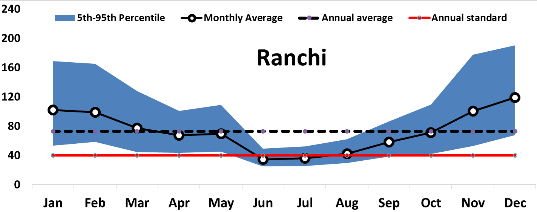 240
5th-95th Percentile Monthly Average Annual average Annual standard
200
Ranchi
160
120
80
40
0
Jan Feb Mar Apr May Jun Jul Aug Sep Oct Nov Dec